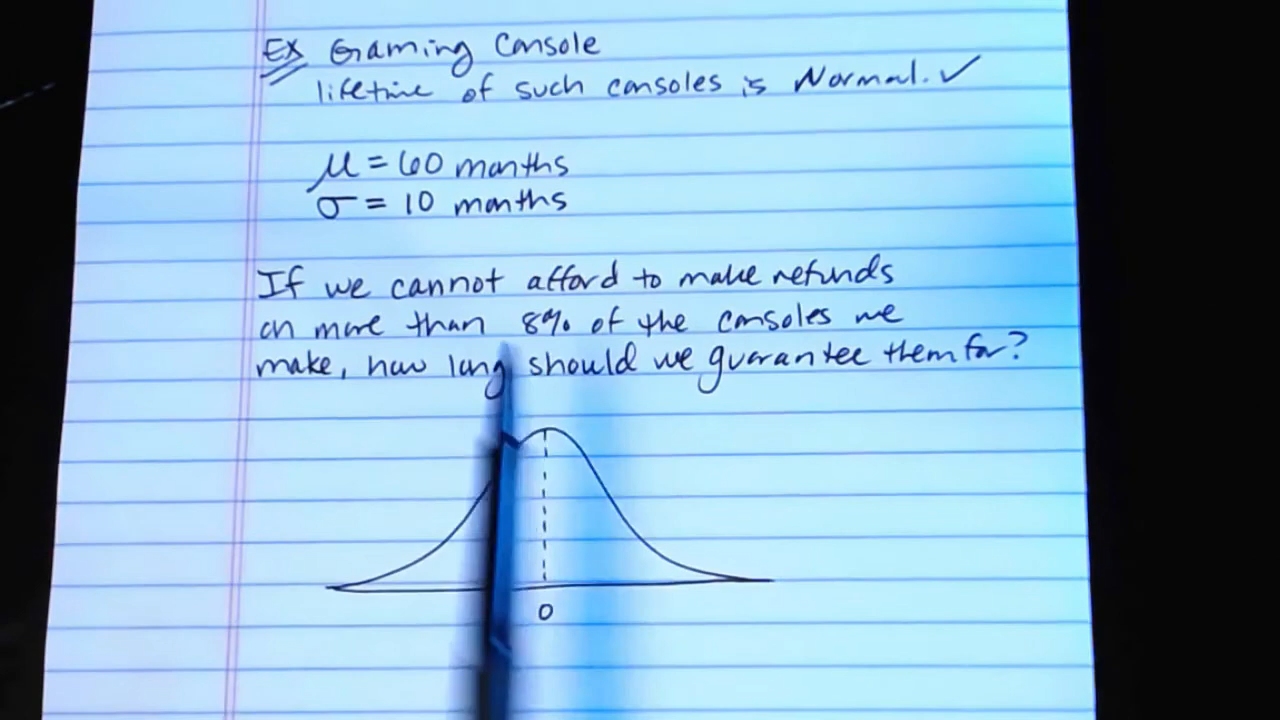 Ex Gaming Console
lifetime of such consoles is Normal. ✓
μ = 60 months
σ = 10 months
If we cannot afford to make refunds
on more than 8% of the consoles we
make, how long should we guarantee them for?
0